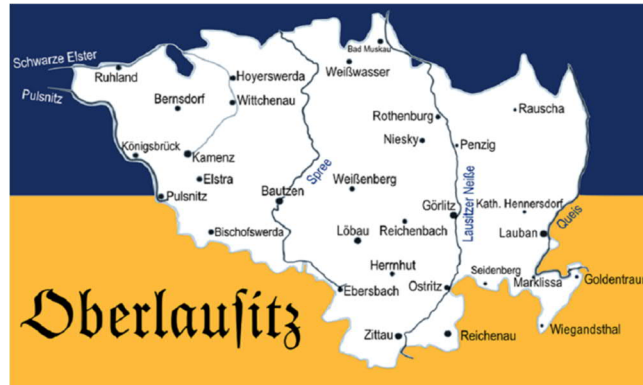 Bad Muskau
Schwarze Elster
Ruhland
Hoyerswerda
Weißwasser
Pulsnitz
Bernsdorf
Wittchenau
Rauscha
Rothenburg
Königsbrück
Kamenz
Niesky
Penzig
Elstra
Spree
Pulsnitz
Bautzen
Weißenberg
Lausitzer Neiße
Görlitz
Kath. Hennersdorf
Queis
Bischofswerda
Löbau
Reichenbach
Lauban
Herrnhut
Seidenberg
Marklissa
Goldentraum
Ebersbach
Ostritz
Oberlauſitz
Zittau
Reichenau
Wiegandsthal